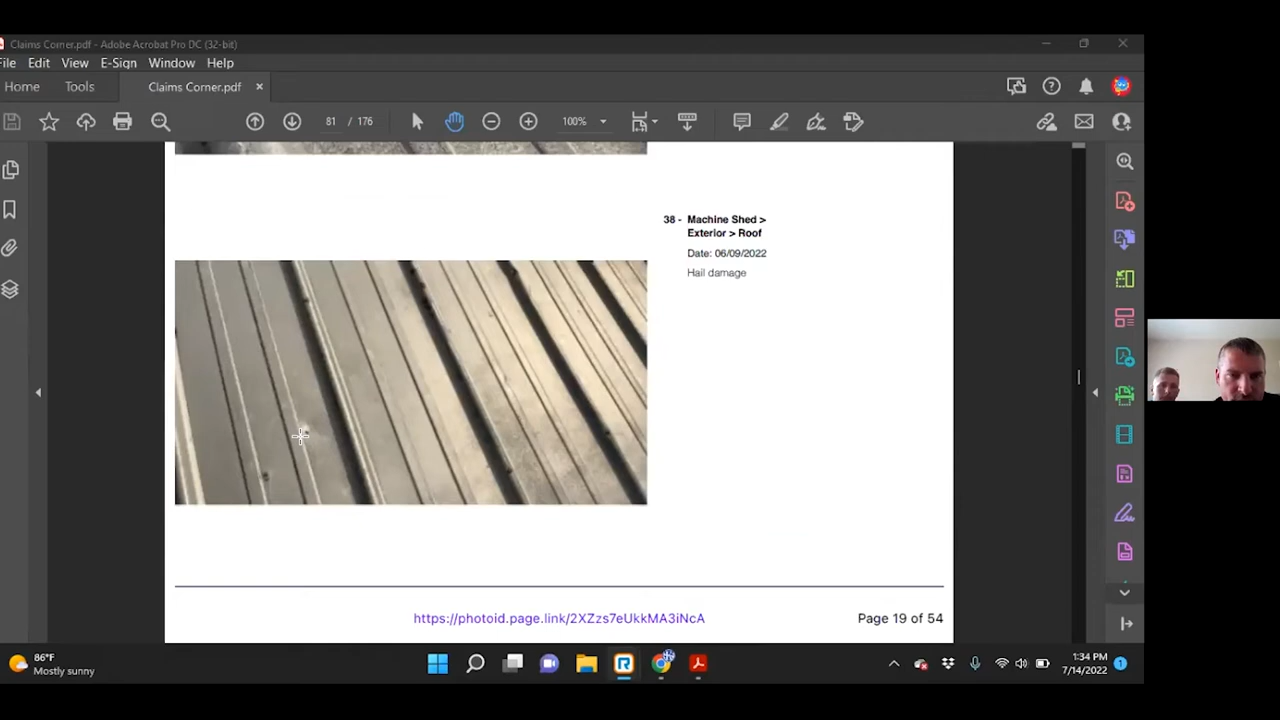 Claims Corner.pdf - Adobe Acrobat Pro DC (32-bit)
File Edit View E-Sign Window Help
Home Tools Claims Corner.pdf ×
81 / 176 100%
38 - Machine Shed >
Exterior > Roof
Date: 06/09/2022
Hail damage
https://photoid.page.link/2XZzs7eUkkMA3iNcA
Page 19 of 54
86°F
Mostly sunny
1:34 PM
7/14/2022
1